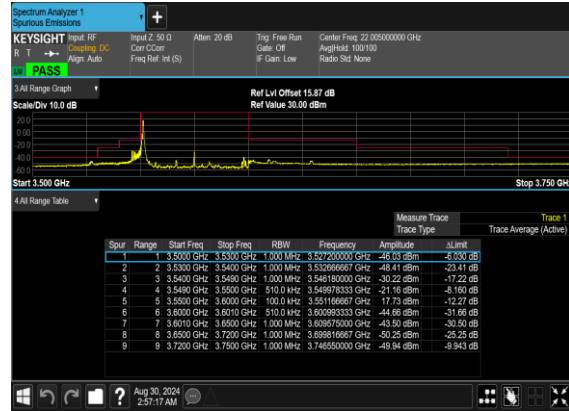 Spectrum Analyzer 1
Spurious Emissions
KEYSIGHT Input: RF Input Z: 50 Ω Atten: 20 dB Trig: Free Run Center Freq: 22.005000000 GHz
R T Coupling: DC Corr CCorr Gate: Off Avg|Hold: 100/100
Align: Auto Freq Ref: Int (S) IF Gain: Low Radio Std: None
PASS
3 All Range Graph Ref Lvl Offset 15.87 dB
Scale/Div 10.0 dB Ref Value 30.00 dBm
20.0
0.00
-20.0
-40.0
-60.0
Start 3.500 GHz Stop 3.750 GH
4 All Range Table
Measure Trace Trace 1
Trace Type Trace Average (Active)
Spur Range Start Freq Stop Freq RBW Frequency Amplitude ΔLimit
1 1 3.5000 GHz 3.5300 GHz 1.000 MHz 3.527200000 GHz -46.03 dBm -6.030 dB
2 2 3.5300 GHz 3.5400 GHz 1.000 MHz 3.532666667 GHz -48.41 dBm -23.41 dB
3 3 3.5400 GHz 3.5490 GHz 1.000 MHz 3.546180000 GHz -30.22 dBm -17.22 dB
4 4 3.5490 GHz 3.5500 GHz 510.0 kHz 3.549978333 GHz -21.16 dBm -8.160 dB
5 5 3.5500 GHz 3.6000 GHz 100.0 kHz 3.551166667 GHz 17.73 dBm -12.27 dB
6 6 3.6000 GHz 3.6010 GHz 510.0 kHz 3.600993333 GHz -44.66 dBm -31.66 dB
7 7 3.6010 GHz 3.6500 GHz 1.000 MHz 3.609575000 GHz -43.50 dBm -30.50 dB
8 8 3.6500 GHz 3.7200 GHz 1.000 MHz 3.699816667 GHz -50.25 dBm -25.25 dB
9 9 3.7200 GHz 3.7500 GHz 1.000 MHz 3.746550000 GHz -49.94 dBm -9.943 dB
? Aug 30, 2024
2:57:17 AM